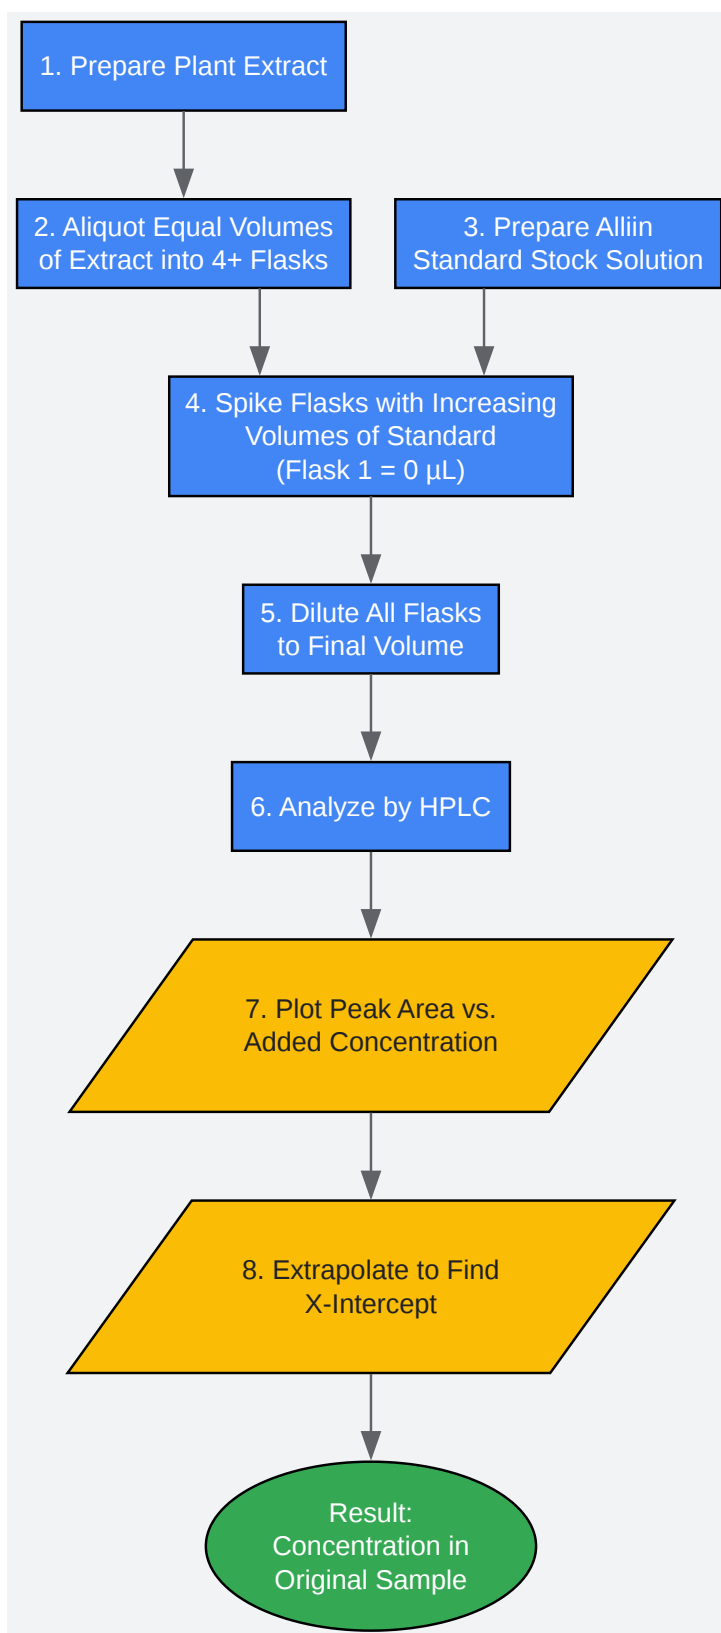 1. Prepare Plant Extract
2. Aliquot Equal Volumes
of Extract into 4+ Flasks
3. Prepare Alliin
Standard Stock Solution
4. Spike Flasks with Increasing
Volumes of Standard
(Flask 1 = 0 µL)
5. Dilute All Flasks
to Final Volume
6. Analyze by HPLC
7. Plot Peak Area vs.
Added Concentration
8. Extrapolate to Find
X-Intercept
Result:
Concentration in
Original Sample